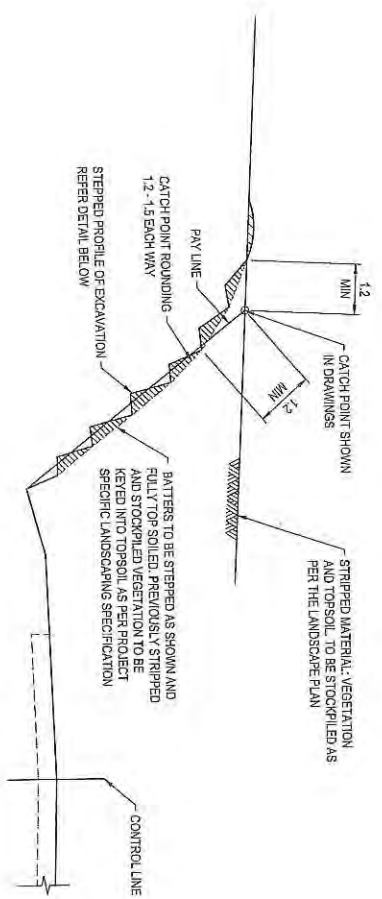 1.2
MIN
CATCH POINT SHOWN
IN DRAWINGS
STRIPPED MATERIAL- VEGETATION
AND TOPSOIL. TO BE STOCKPILED AS
PER THE LANDSCAPE PLAN
1.2
MIN
PAY LINE
CATCH POINT ROUNDING
1.2 - 1.5 EACH WAY
STEPPED PROFILE OF EXCAVATION
REFER DETAIL BELOW
BATTERS TO BE STEPPED AS SHOWN AND
FULLY TOP SOILED. PREVIOUSLY STRIPPED
AND STOCKPILED VEGETATION TO BE
KEYED INTO TOPSOIL AS PER PROJECT
SPECIFIC LANDSCAPING SPECIFICATION
CONTROL LINE